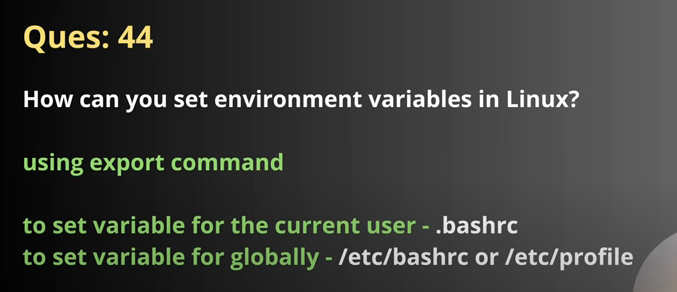 Ques: 44
How can you set environment variables in Linux?
using export command
to set variable for the current user - .bashrc
to set variable for globally - /etc/bashrc or /etc/profile